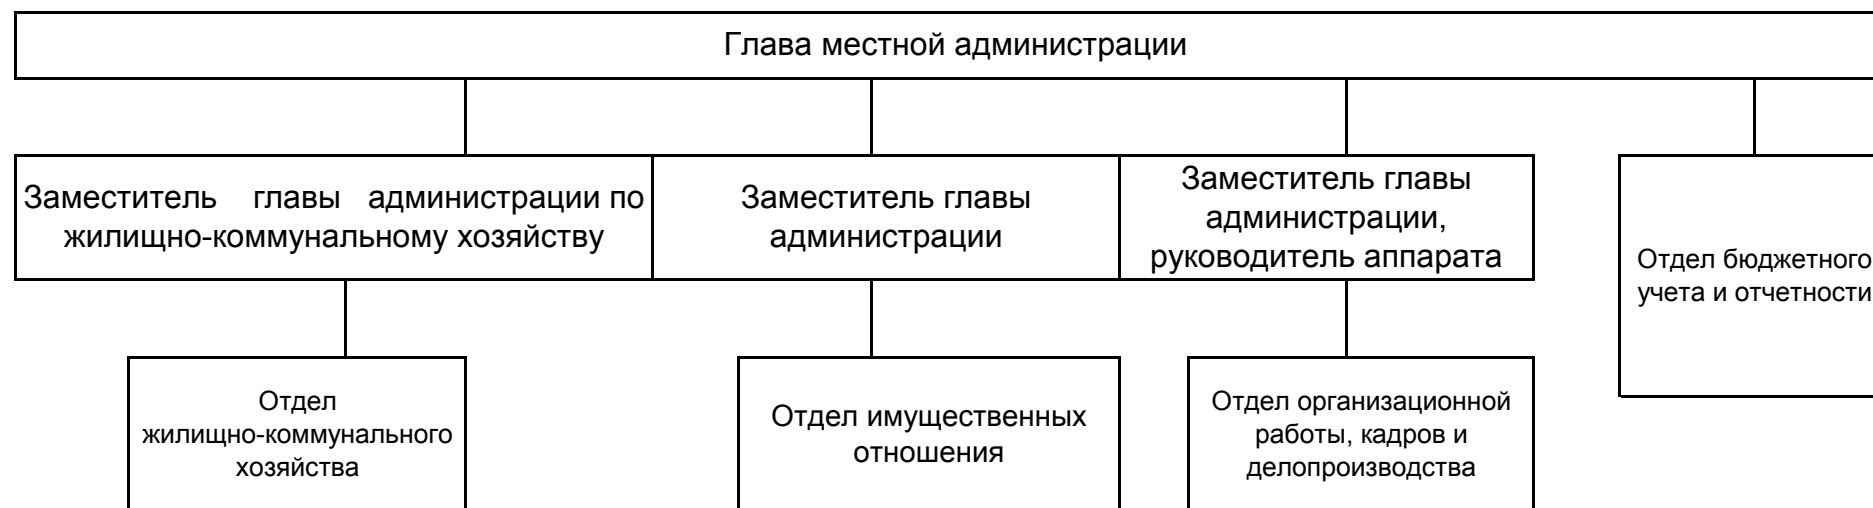 Глава местной администрации
Заместитель главы администрации по
жилищно-коммунальному хозяйству
Заместитель главы
администрации
Заместитель главы
администрации,
руководитель аппарата
Отдел бюджетного
учета и отчетности
Отдел
жилищно-коммунального
хозяйства
Отдел имущественных
отношения
Отдел организационной
работы, кадров и
делопроизводства